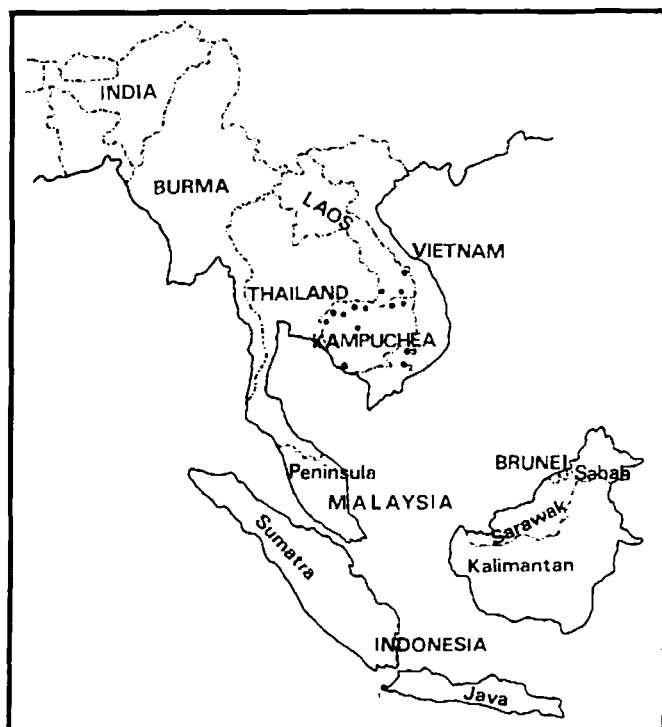 INDIA
BURMA
LAOS
VIETNAM
THAILAND
KAMPUCHEA
BRUNEI
Sabah
Peninsula
MALAYSIA
Sarawak
Sumatra
Kalimantan
INDONESIA
Java